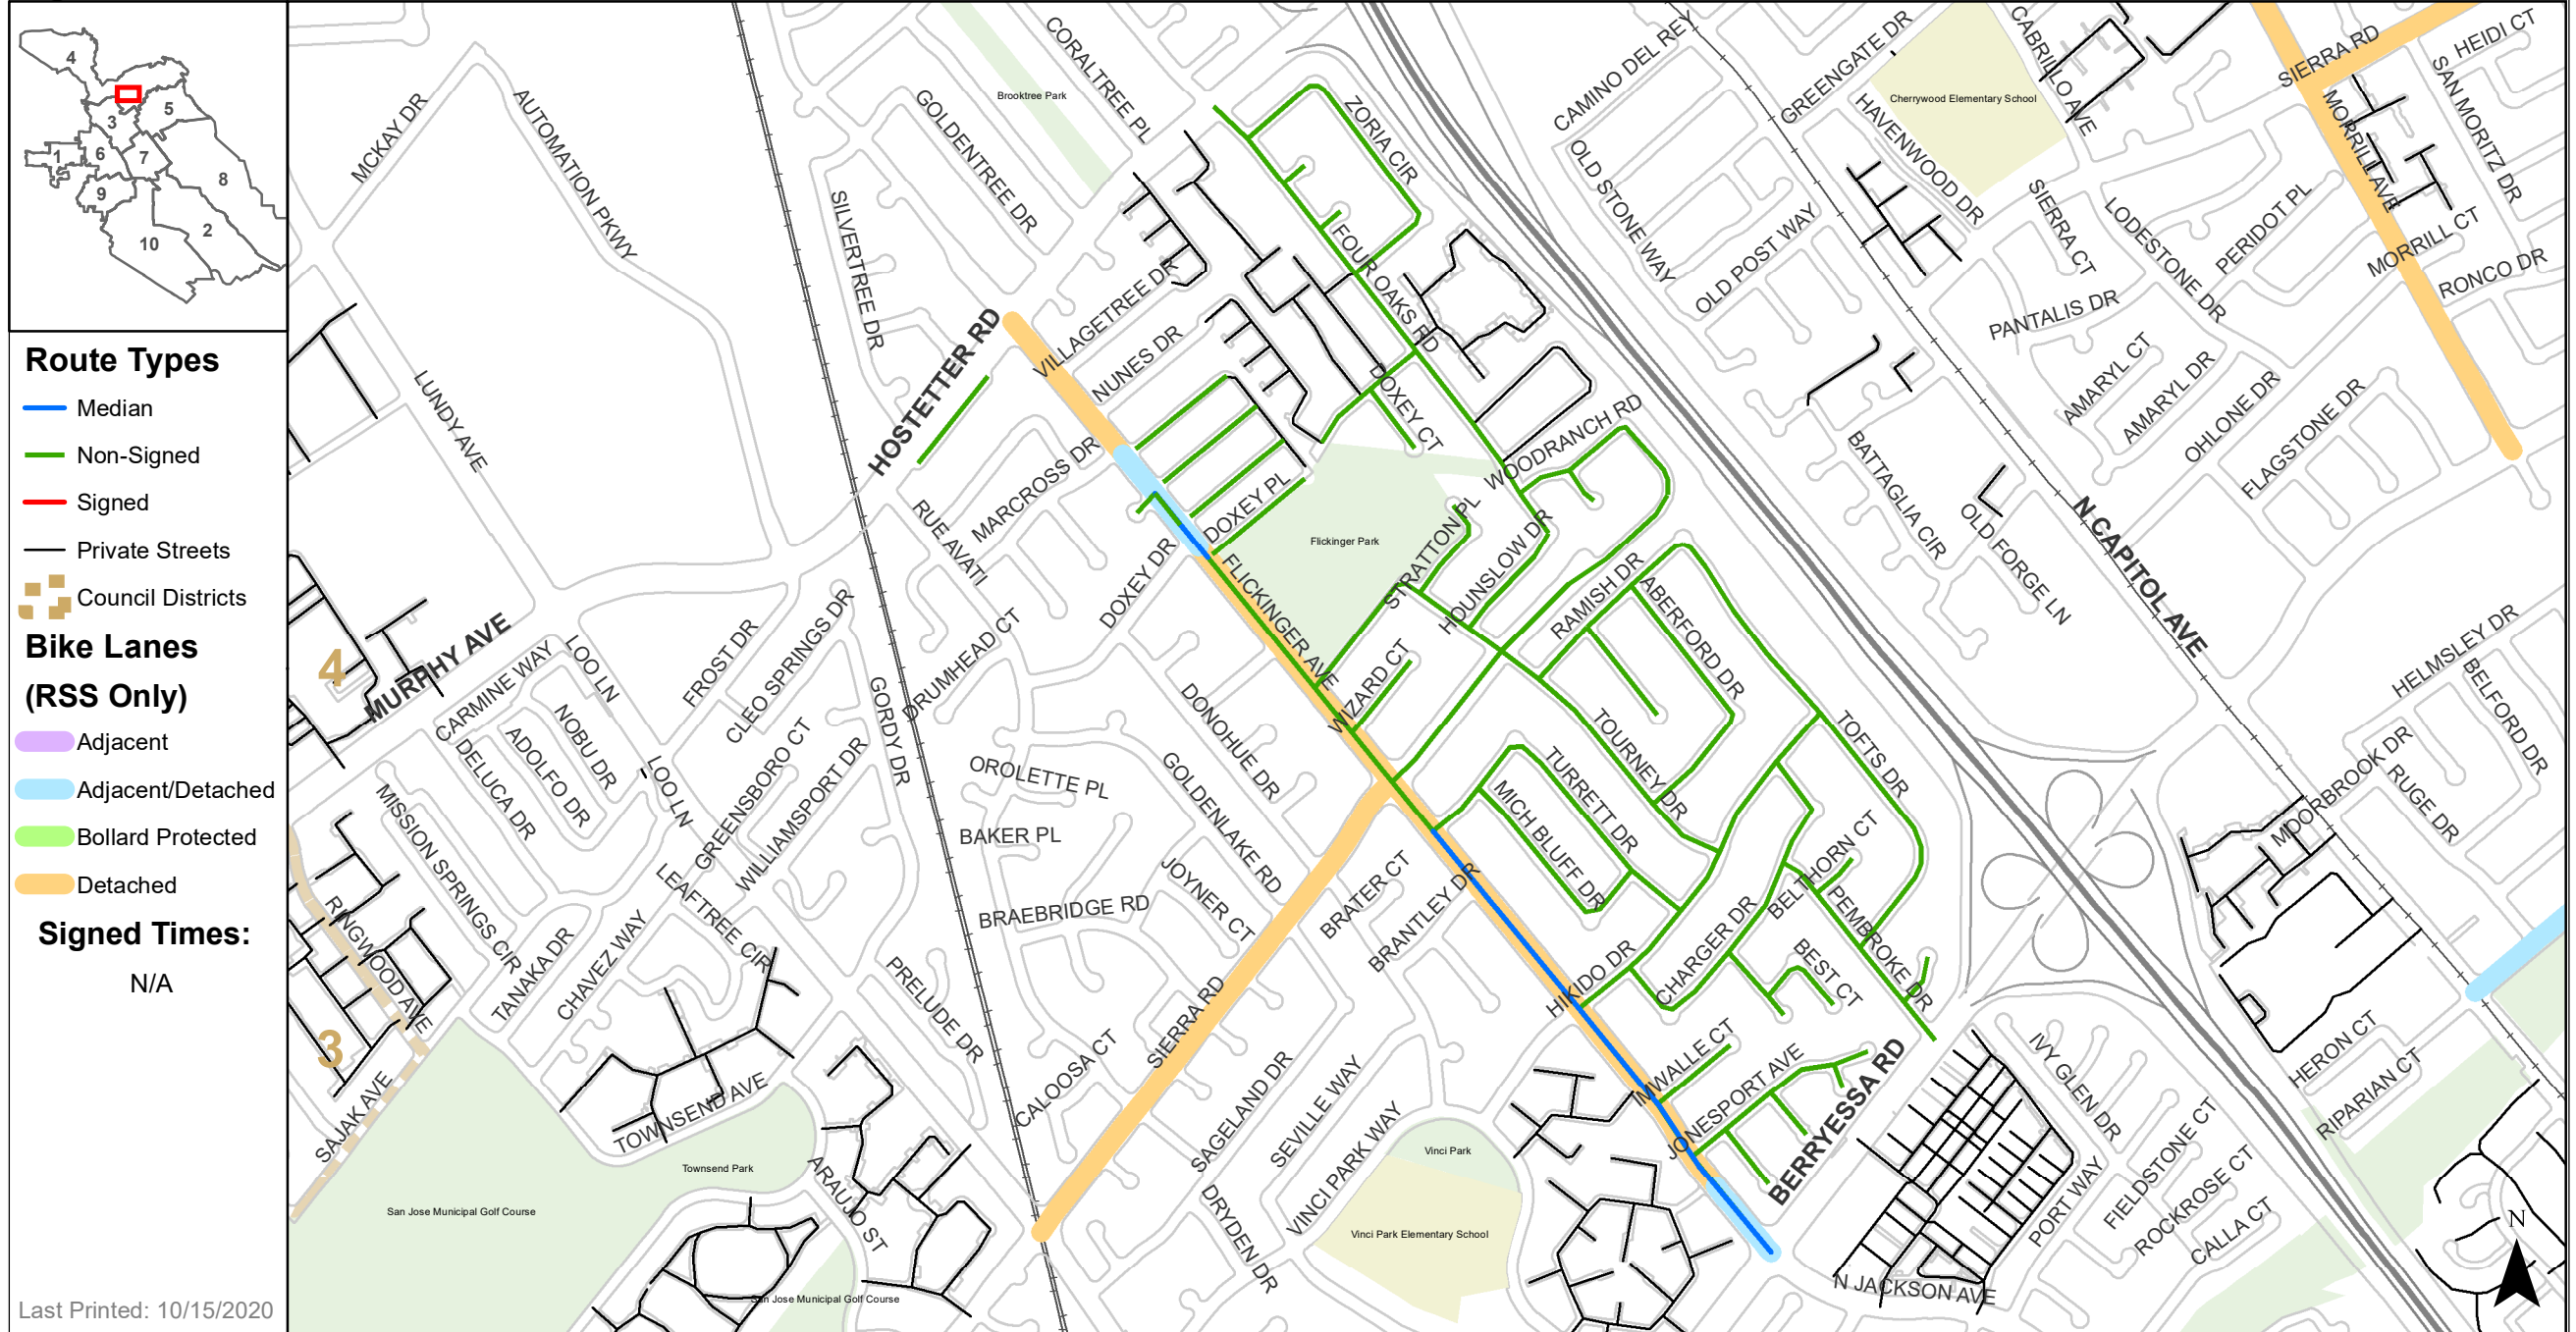 4
5
3
1
6
7
8
9
2
10
Route Types
Median
Non-Signed
Signed
Private Streets
Council Districts
Bike Lanes
(RSS Only)
Adjacent
Adjacent/Detached
Bollard Protected
Detached
Signed Times:
N/A
Last Printed: 10/15/2020
MCKAY DR
AUTOMATION PKWY
LUNDY AVE
GOLDENTREE DR
SILVERTREE DR
CORALTREE PL
Brooktree Park
ZORIA CIR
CAMINO DEL REY
GREENGATE DR
HAVENWOOD DR
Cherrywood Elementary School
CABRILLO AVE
SIERRA RD
HEIDI CT
SAN MORITZ DR
MORRILL AVE
MORRILL CT
RONCO DR
OLD STONE WAY
OLD POST WAY
SIERRA CT
LODESTONE DR
PERIDOT PL
PANTALIS DR
AMARYL CT
AMARYL DR
OHLONE DR
FLAGSTONE DR
HOSTETTER RD
VILLAGETREE DR
NUNES DR
FOUR OAKS RD
DOXEY CT
WOODRANCH RD
MARCROSS DR
RUE AVATI
DOXEY PL
DOXEY DR
Flickinger Park
STRATTON PL
HOUNSLOW DR
FLICKINGER AVE
BATTAGLIA CIR
OLD FORGE LN
N CAPITOL AVE
HELMSLEY DR
BELFORD DR
MOORBROOK DR
RUGE DR
4
MURPHY AVE
CARMINE WAY
LOO LN
FROST DR
CLEO SPRINGS DR
DRUMHEAD CT
GORDY DR
NOBU DR
ADOLFO DR
DELUCA DR
LOO LN
GREENSBORO CT
WILLIAMSPORT DR
MISSION SPRINGS CIR
LEAFTREE CIR
RINGWOOD AVE
TANAKA DR
CHAVEZ WAY
3
SAJAK AVE
OROLETTE PL
BAKER PL
BRAEBRIDGE RD
JOYNER CT
GOLDENLAKE RD
DONOHUE DR
WIZARD CT
RAMISH DR
ABERFORD DR
TOURNEY DR
TURRETT DR
MICH BLUFF DR
TOFTS DR
BELTHORN CT
PEMBROKE DR
CHARGER DR
BEST CT
HIKIDO DR
BRATER CT
BRANTLEY DR
PRELUDE DR
SIERRA RD
CALOOSA CT
SAGELAND DR
SEVILLE WAY
VINCI PARK WAY
DRYDEN DR
Vinci Park
Vinci Park Elementary School
TIMWALLE CT
JONESPORT AVE
BERRYESSA RD
IVY GLEN DR
PORT WAY
FIELDSTONE CT
ROCKROSE CT
CALLA CT
HERON CT
RIPARIAN CT
N JACKSON AVE
TOWNSEND AVE
Townsend Park
ARAUJO ST
San Jose Municipal Golf Course
San Jose Municipal Golf Course
N